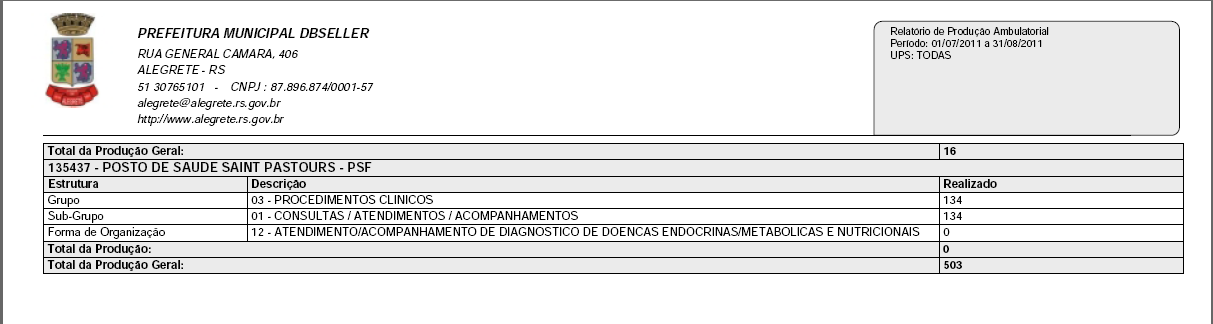 PREFEITURA MUNICIPAL DBSELLER
RUA GENERAL CAMARA, 406
ALEGRETE - RS
51 30765101 - CNPJ : 87.896.874/0001-57
alegrete@alegrete.rs.gov.br
http://www.alegrete.rs.gov.br
ALEGRETE
Relatório de Produção Ambulatorial
Período: 01/07/2011 a 31/08/2011
UPS: TODAS
Total da Produção Geral: 16
135437 - POSTO DE SAUDE SAINT PASTOURS - PSF
Estrutura Descrição Realizado
Grupo 03 - PROCEDIMENTOS CLINICOS 134
Sub-Grupo 01 - CONSULTAS / ATENDIMENTOS / ACOMPANHAMENTOS 134
Forma de Organização 12 - ATENDIMENTO/ACOMPANHAMENTO DE DIAGNOSTICO DE DOENCAS ENDOCRINAS/METABOLICAS E NUTRICIONAIS 0
Total da Produção: 0
Total da Produção Geral: 503